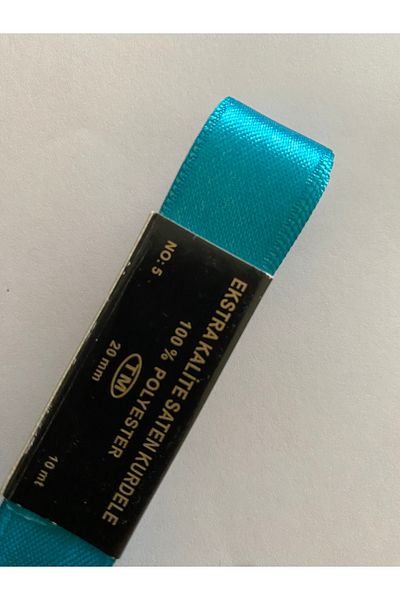 EKSTRA KALİTE SATEN KURDELE
100 % POLYESTER
TM
NO: 5
20 mm
10 mt